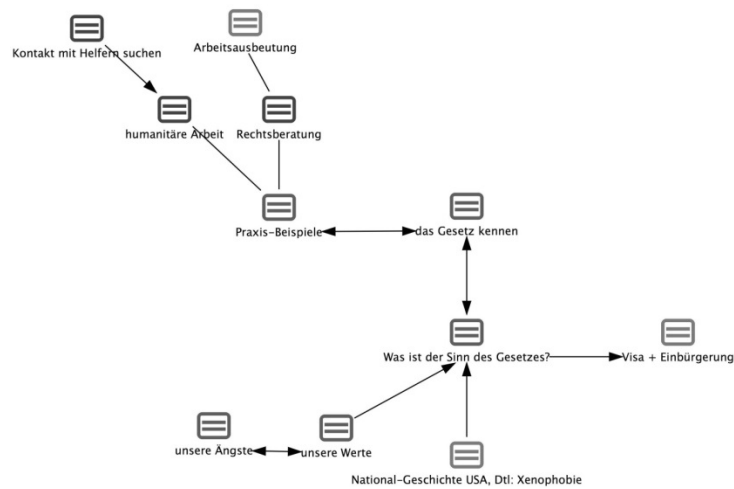 Kontakt mit Helfern suchen
Arbeitsausbeutung
humanitäre Arbeit
Rechtsberatung
Praxis-Beispiele
das Gesetz kennen
Was ist der Sinn des Gesetzes?
Visa + Einbürgerung
unsere Ängste
unsere Werte
National-Geschichte USA, Dtl: Xenophobie